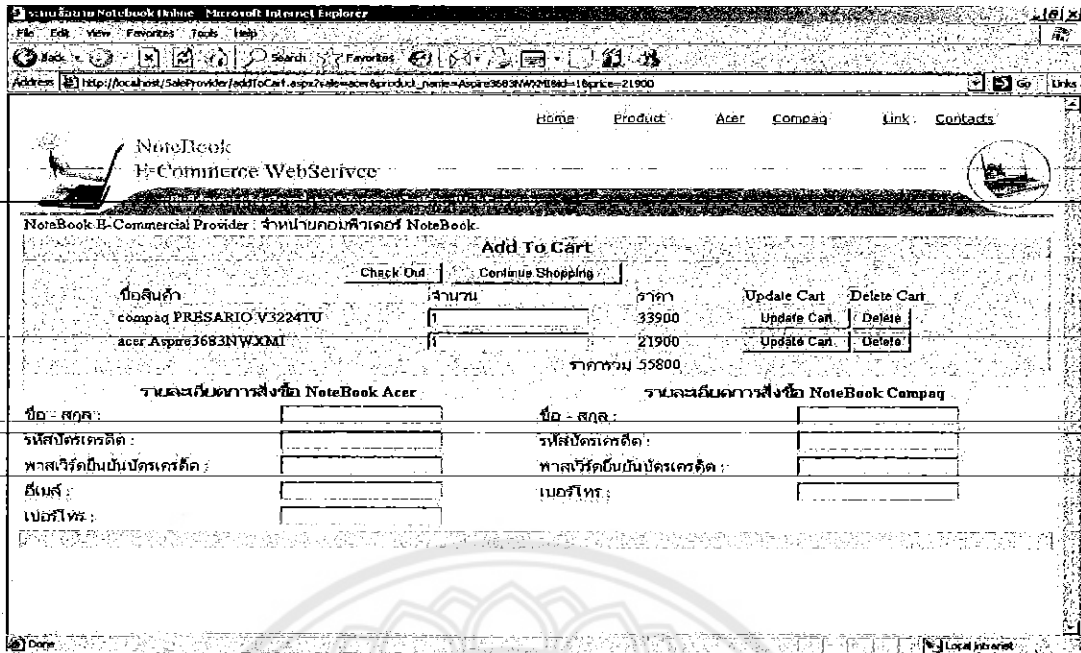 ระบบซื้อขาย Notebook Online - Microsoft Internet Explorer
File Edit View Favorites Tools Help
Back Search Favorites
Address http://localhost/SaleProvider/addToCart.aspx?sale=acer&product_name=Aspire3683NWXMI&id=1&price=21900 Go Links
Home Product Acer Compaq Link Contacts
NoteBook
E-Commerce WebSerivce
NoteBook E-Commercial Provider : จำหน่ายคอมพิวเตอร์ NoteBook
Add To Cart
Check Out Continue Shopping
ชื่อสินค้า จำนวน ราคา Update Cart Delete Cart
compaq PRESARIO V3224TU 1 33900 Update Cart Delete
acer Aspire3683NWXMI 1 21900 Update Cart Delete
ราคารวม 55800
รายละเอียดการสั่งซื้อ NoteBook Acer รายละเอียดการสั่งซื้อ NoteBook Compaq
ชื่อ - สกุล : ชื่อ - สกุล :
รหัสบัตรเครดิต : รหัสบัตรเครดิต :
พาสเวิร์ดยืนยันบัตรเครดิต : พาสเวิร์ดยืนยันบัตรเครดิต :
อีเมล์ : เบอร์โทร :
เบอร์โทร :
Done Local intranet